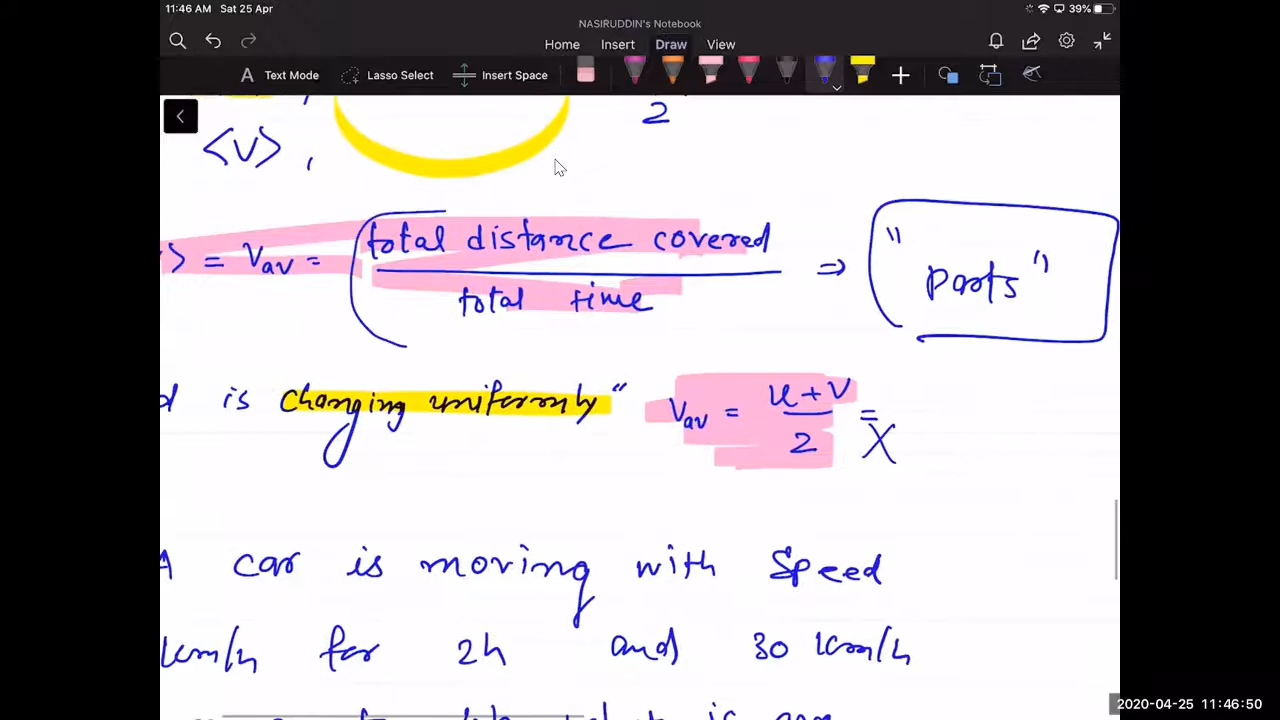 11:46 AM Sat 25 Apr
39%
NASIRUDDIN's Notebook
Home Insert Draw View
Text Mode Lasso Select Insert Space
2
<V>,
> = Vav = total distance covered / total time ⇒ " parts "
d is changing uniformly" Vav = u+v / 2 = X
A car is moving with Speed
km/h for 2h and 30 km/h
2020-04-25 11:46:50